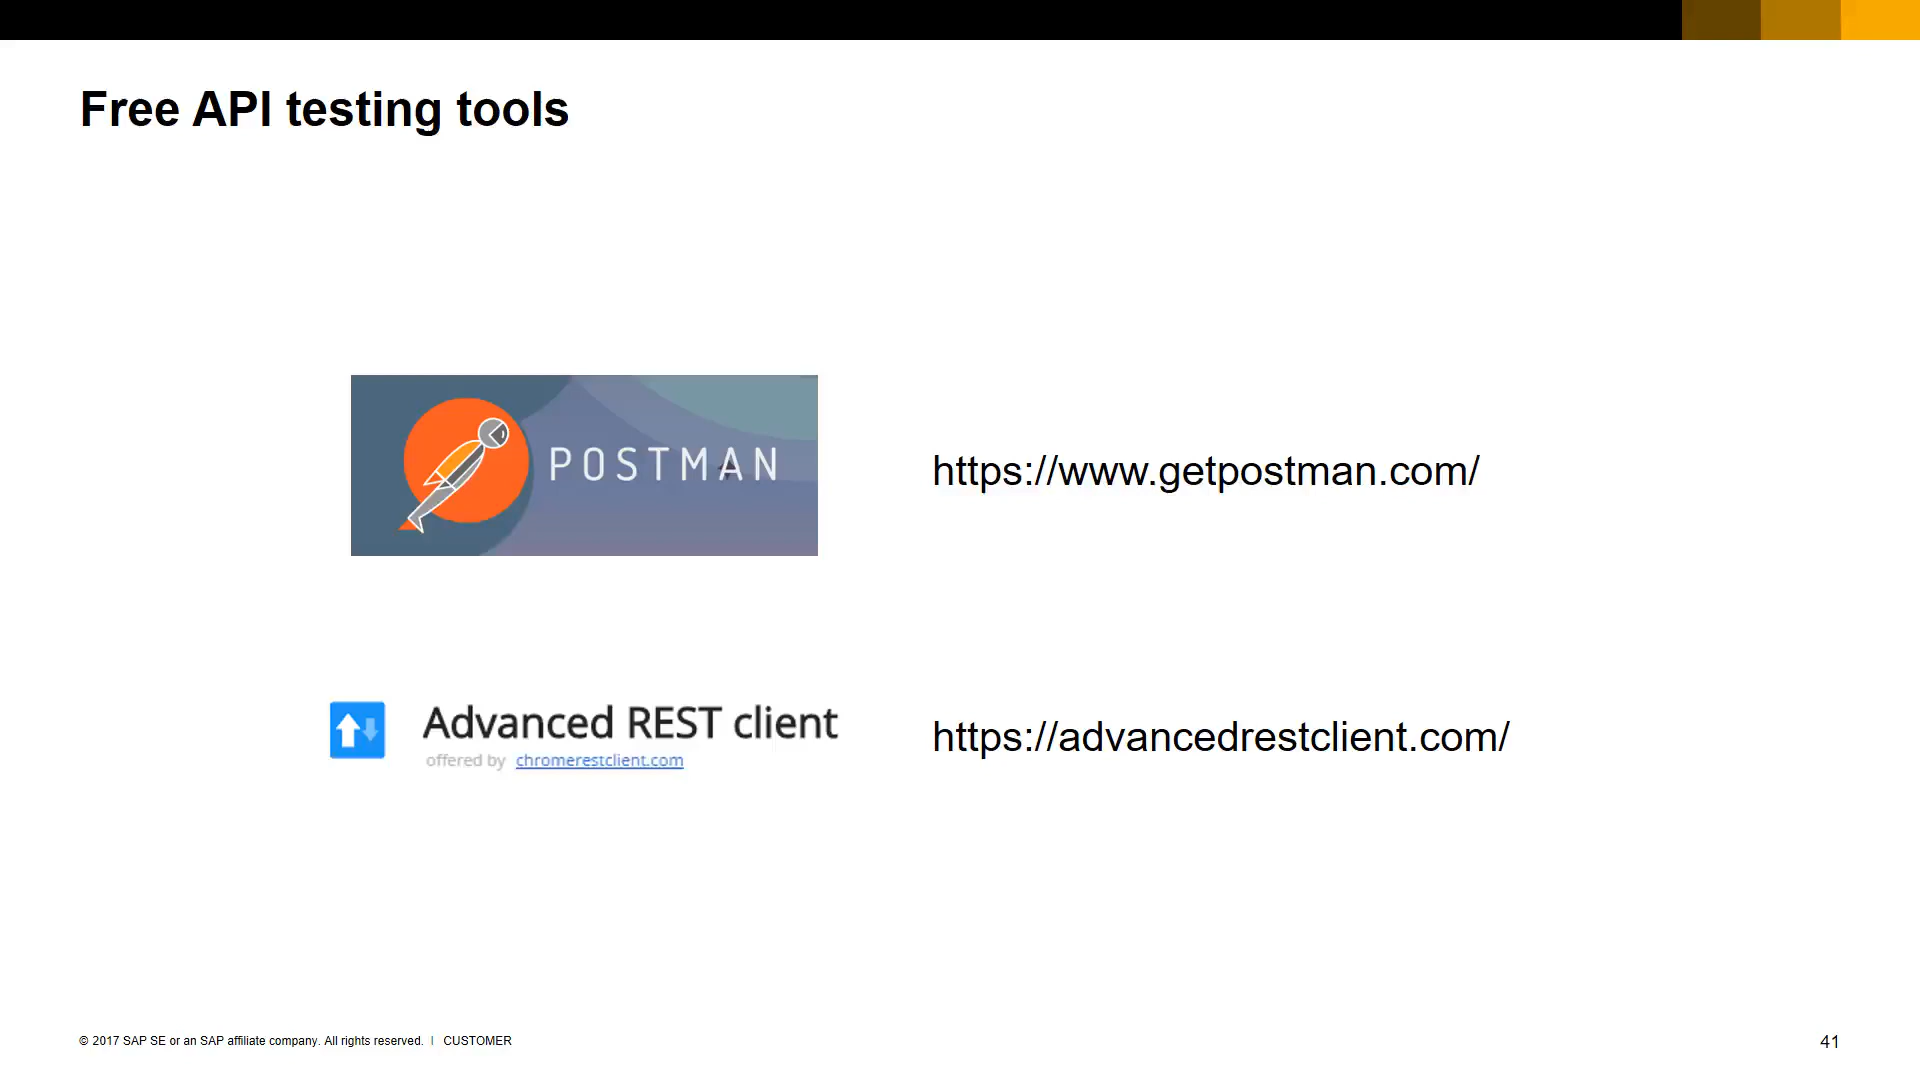 Free API testing tools
POSTMAN
https://www.getpostman.com/
Advanced REST client
offered by chromerestclient.com
https://advancedrestclient.com/
© 2017 SAP SE or an SAP affiliate company. All rights reserved. | CUSTOMER
41